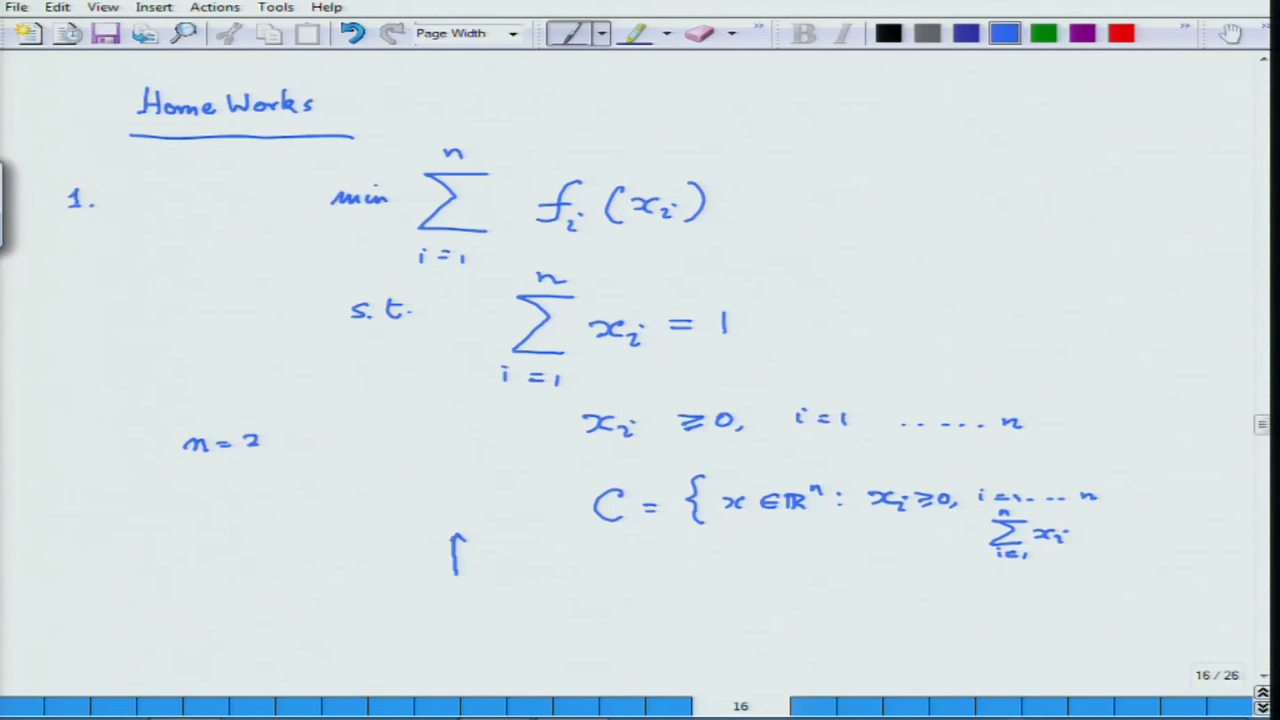 File Edit View Insert Actions Tools Help
Page Width
B I
Home Works
1. min ∑_{i=1}^{n} f_i (x_i)
s.t. ∑_{i=1}^{n} x_i = 1
x_i ≥ 0, i=1 ..... n
n=2
C = { x ∈ ℝ^n : x_i ≥ 0, i=1.... n
∑_{i=1}^{n} x_i
16 / 26
16